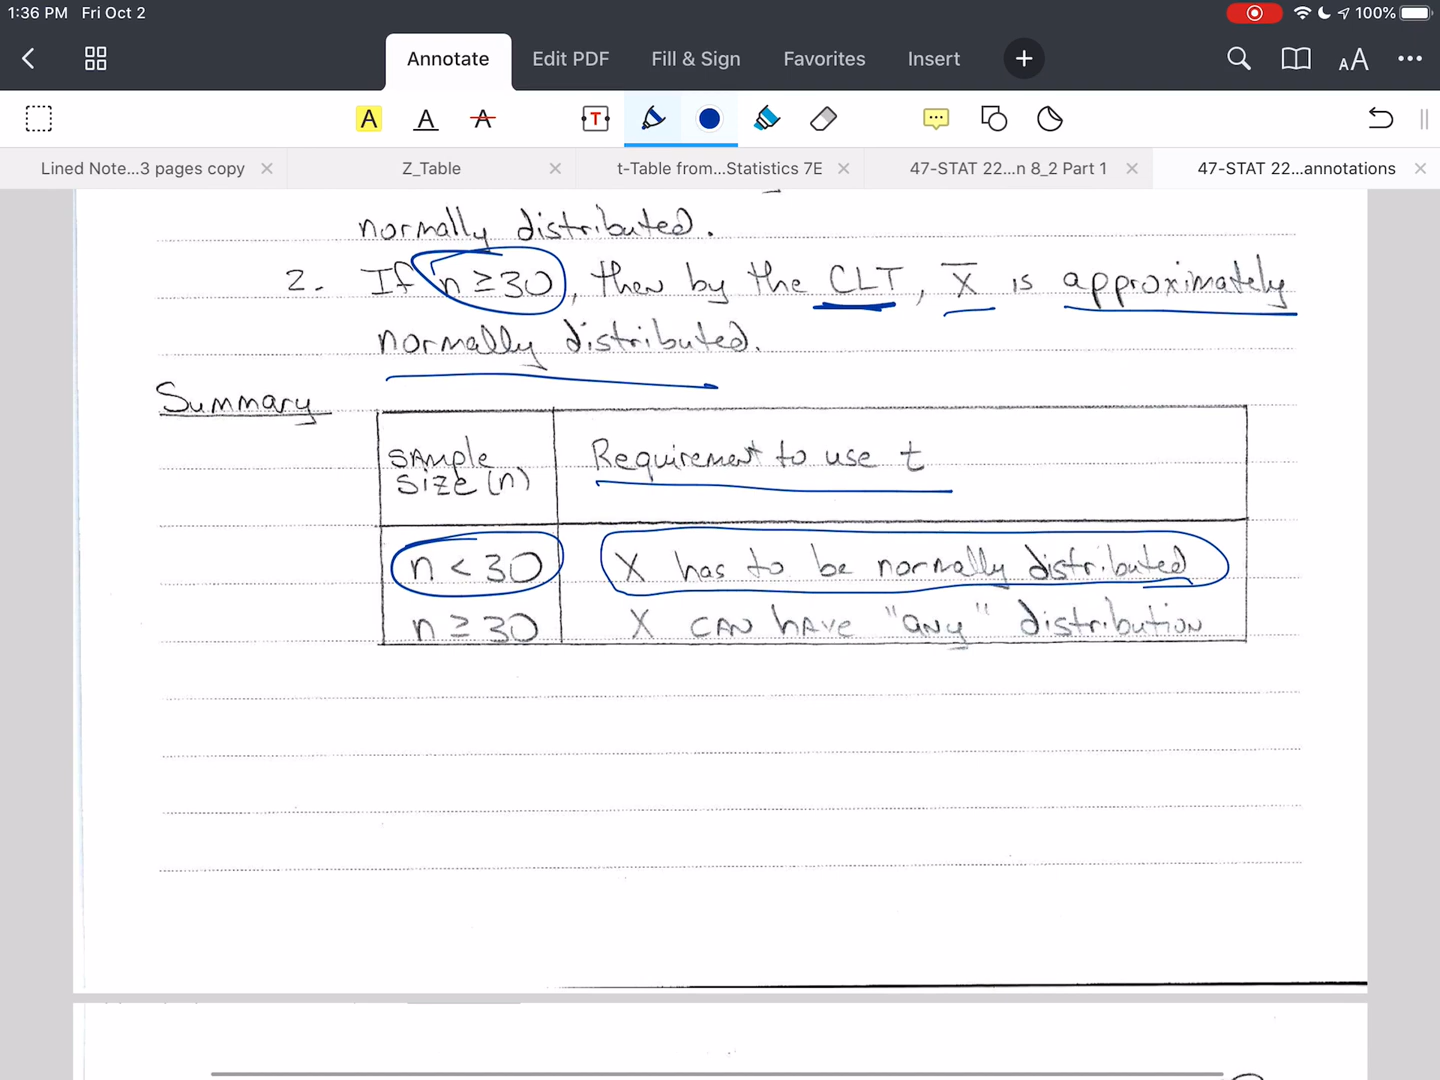 1:36 PM Fri Oct 2
100%
Annotate Edit PDF Fill & Sign Favorites Insert
A A A T
AA
Lined Note...3 pages copy Z_Table t-Table from...Statistics 7E 47-STAT 22...n 8_2 Part 1 47-STAT 22...annotations
normally distributed.
2. If n ≥ 30, then by the CLT, X̅ is approximately
normally distributed.
Summary
Sample
Size (n)
Requirement to use t
n < 30 X has to be normally distributed
n ≥ 30 X can have "any" distribution